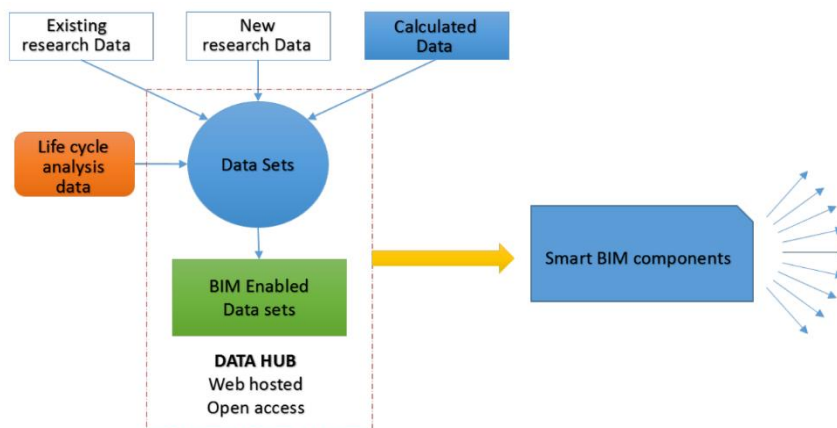 Existing
research Data
New
research Data
Calculated
Data
Life cycle
analysis
data
Data Sets
BIM Enabled
Data sets
DATA HUB
Web hosted
Open access
Smart BIM components